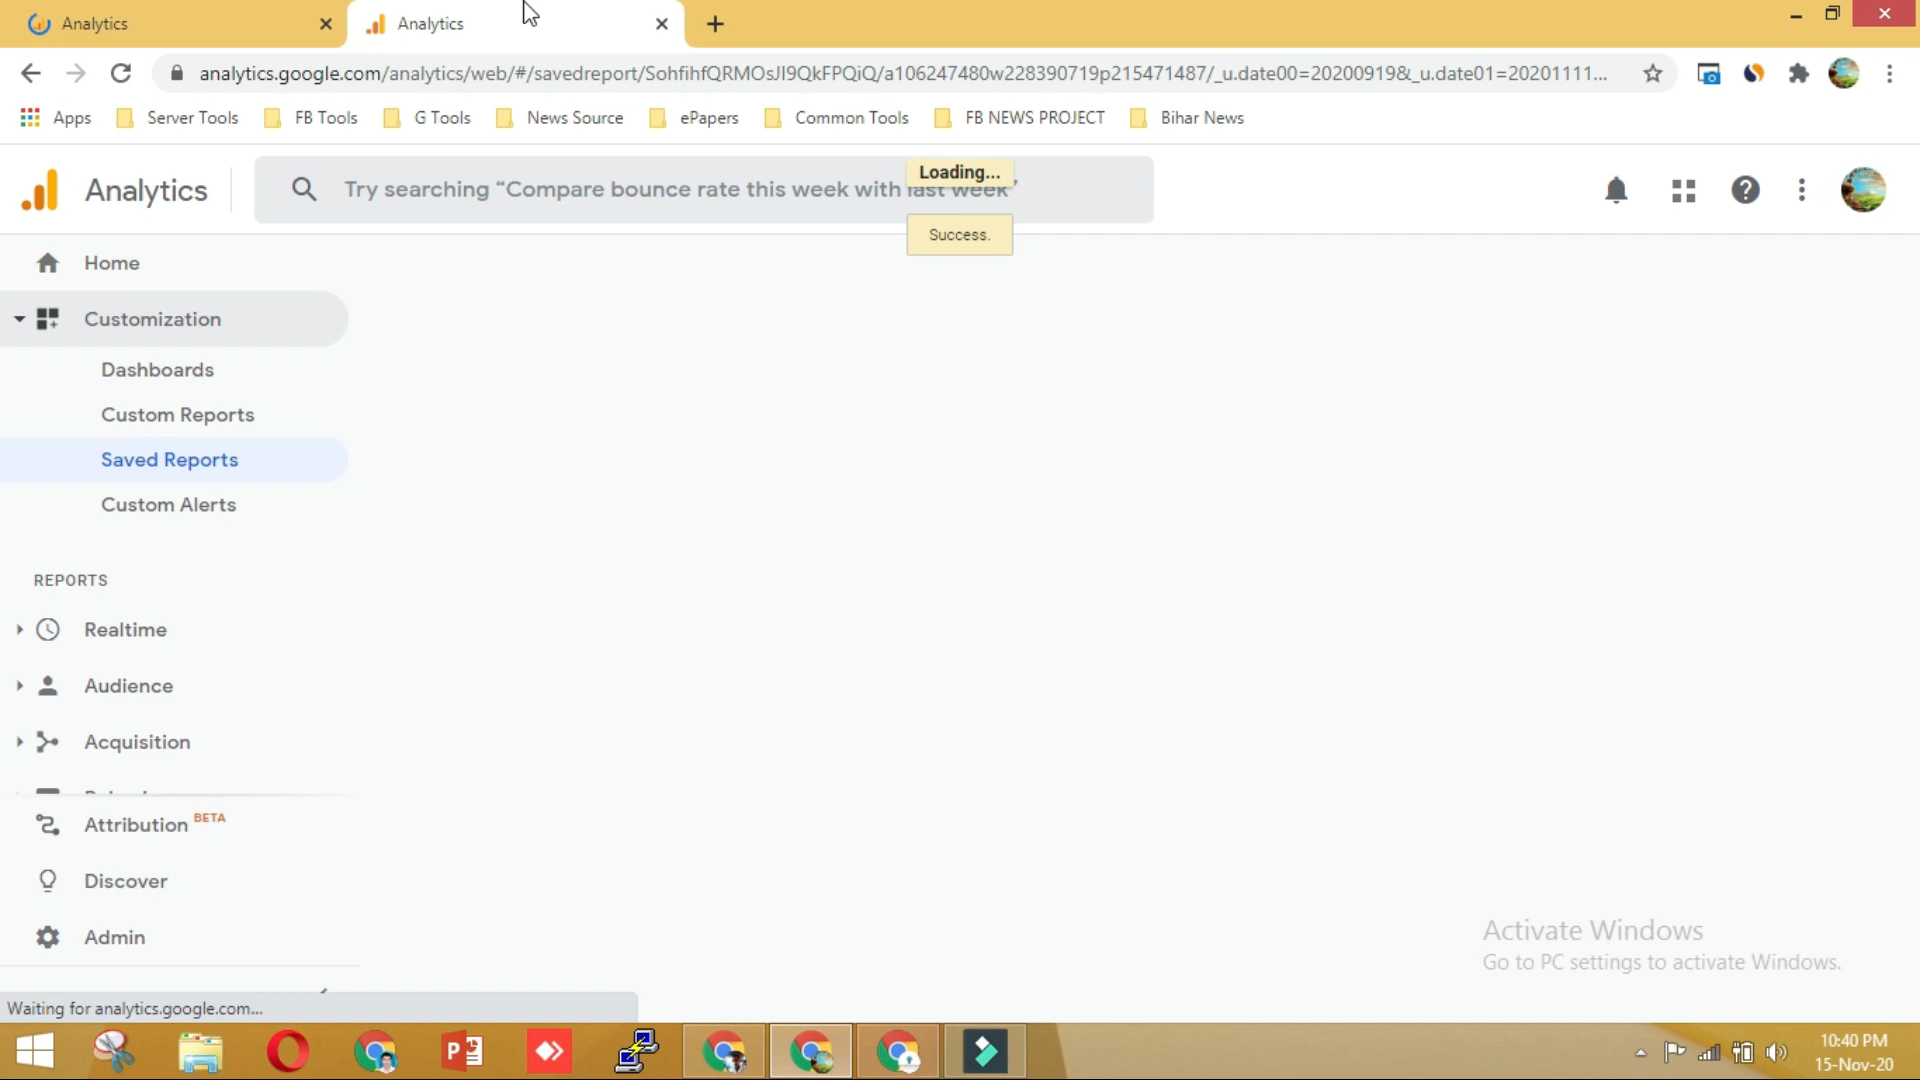 Analytics
Analytics
analytics.google.com/analytics/web/#/savedreport/SohfihfQRMOsJI9QkFPQiQ/a106247480w228390719p215471487/_u.date00=20200919&_u.date01=20201111...
Apps
Server Tools
FB Tools
G Tools
News Source
ePapers
Common Tools
FB NEWS PROJECT
Bihar News
Analytics
Try searching “Compare bounce rate this week with last week”
Loading...
Success.
Home
Customization
Dashboards
Custom Reports
Saved Reports
Custom Alerts
REPORTS
Realtime
Audience
Acquisition
Attribution BETA
Discover
Admin
Activate Windows
Go to PC settings to activate Windows.
Waiting for analytics.google.com...
10:40 PM
15-Nov-20